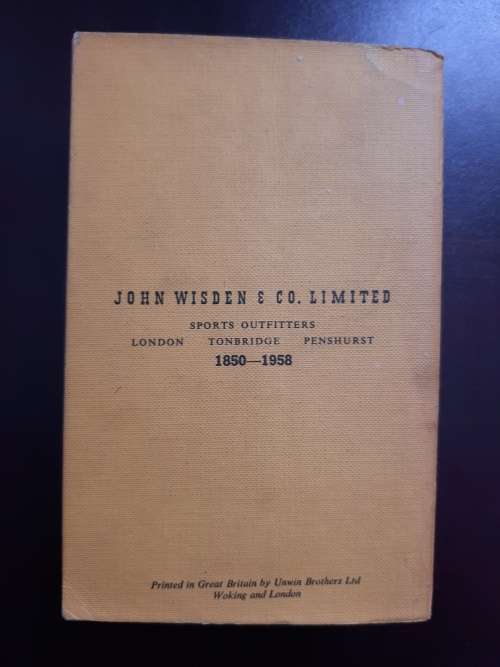 JOHN WISDEN & CO. LIMITED
SPORTS OUTFITTERS
LONDON TONBRIDGE PENSHURST
1850—1958
Printed in Great Britain by Unwin Brothers Ltd
Woking and London